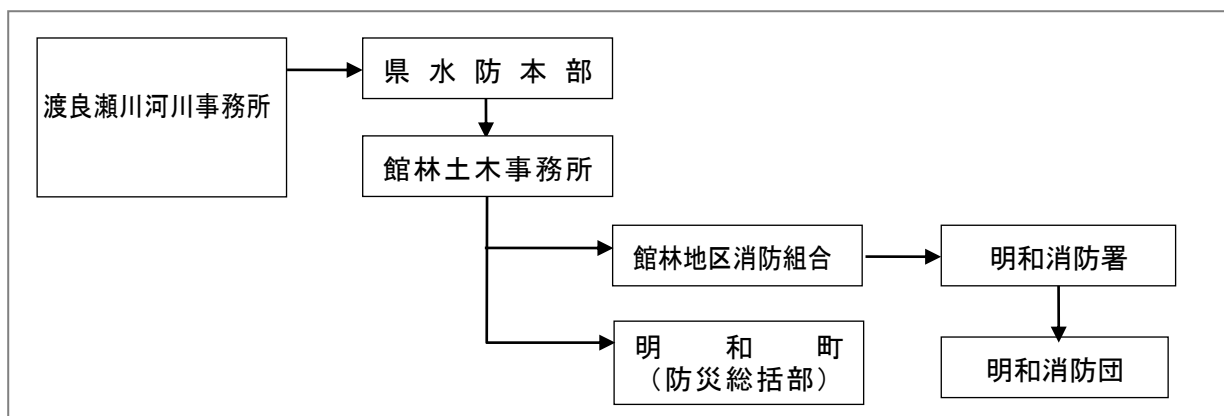 渡良瀬川河川事務所
県水防本部
館林土木事務所
館林地区消防組合
明和消防署
明和町
（防災総括部）
明和消防団